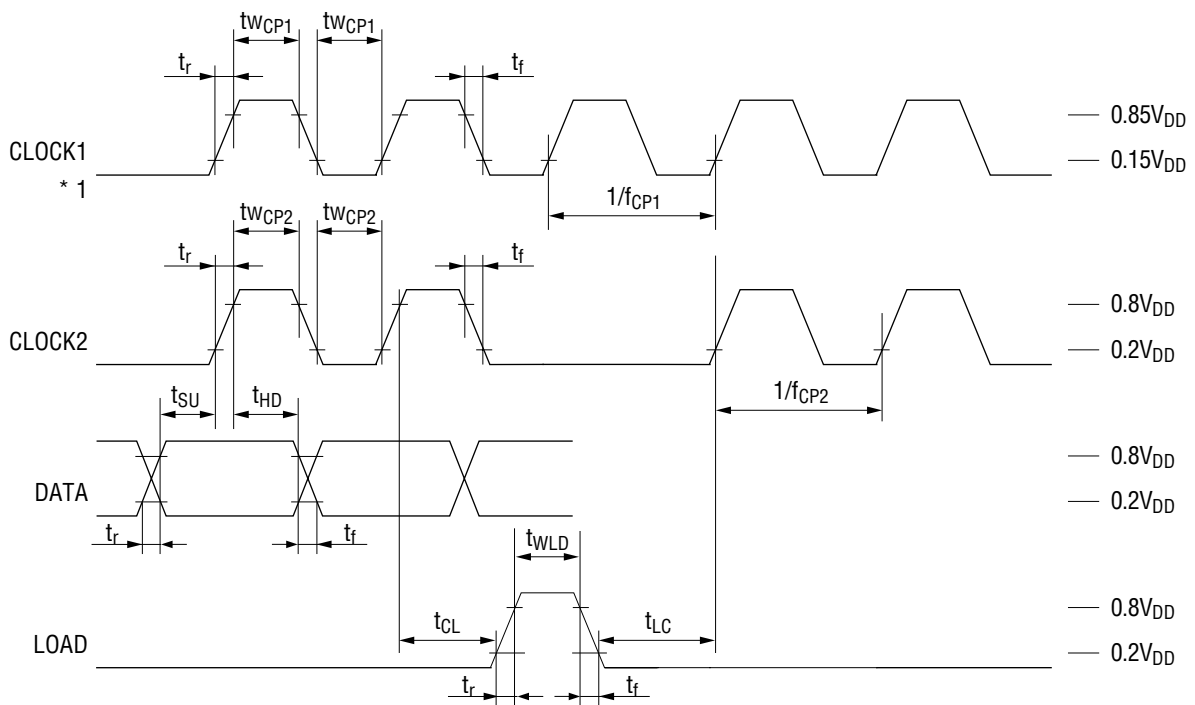 twCP1 twCP1
tr tf
CLOCK1
* 1
0.85VDD
0.15VDD
1/fCP1
twCP2 twCP2
tr tf
CLOCK2
0.8VDD
0.2VDD
1/fCP2
tSU tHD
DATA
0.8VDD
0.2VDD
tr tf
tWLD
LOAD
tCL tLC
0.8VDD
0.2VDD
tr tf